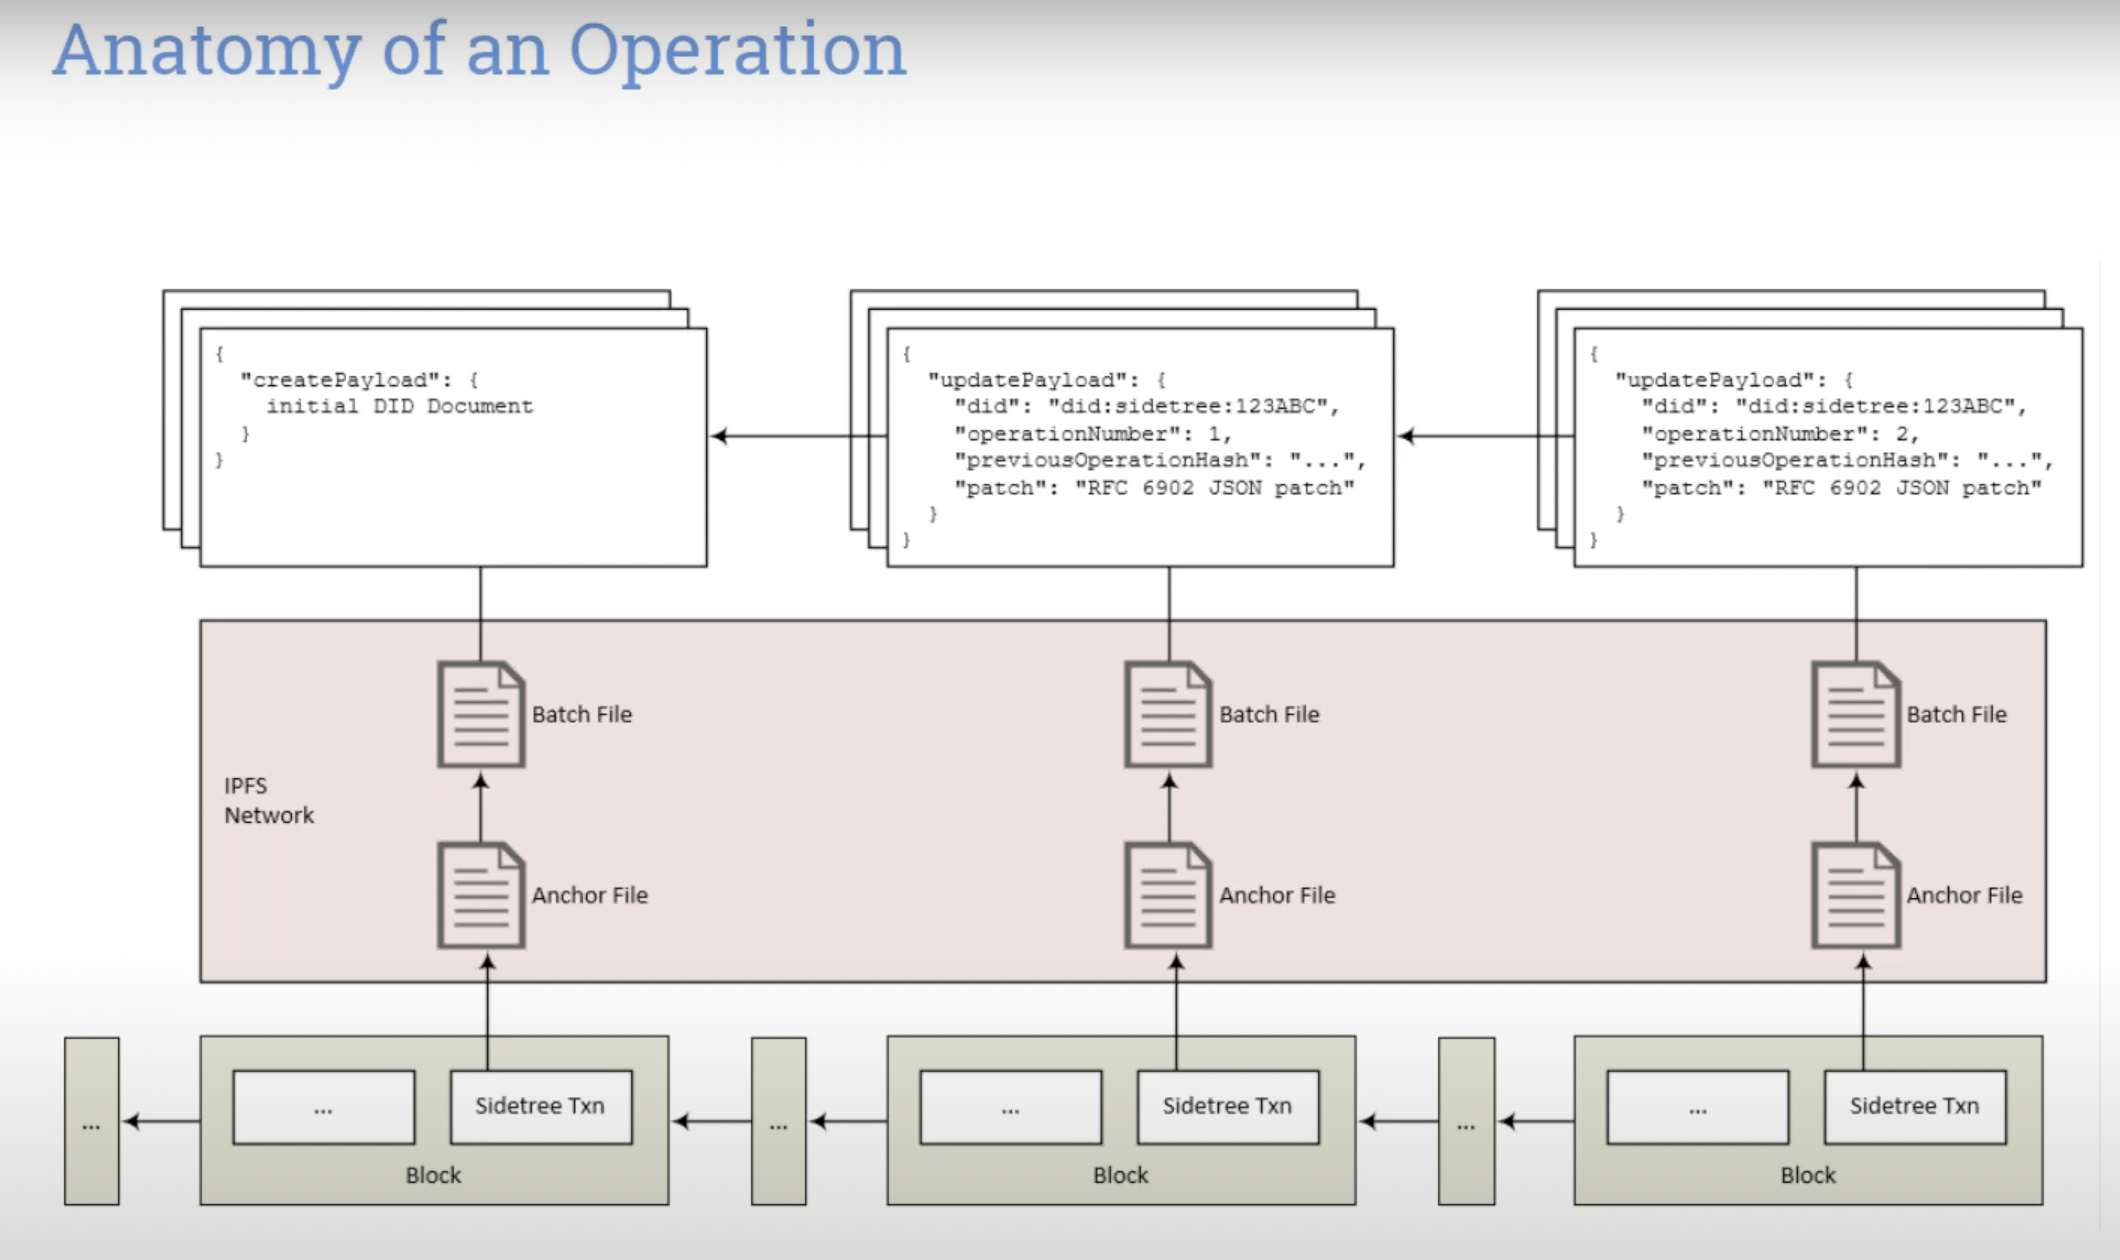 Anatomy of an Operation
{
"createPayload": {
initial DID Document
}
}
{
"updatePayload": {
"did": "did:sidetree:123ABC",
"operationNumber": 1,
"previousOperationHash": "...",
"patch": "RFC 6902 JSON patch"
}
}
{
"updatePayload": {
"did": "did:sidetree:123ABC",
"operationNumber": 2,
"previousOperationHash": "...",
"patch": "RFC 6902 JSON patch"
}
}
Batch File
Batch File
Batch File
IPFS
Network
Anchor File
Anchor File
Anchor File
...
...
Sidetree Txn
Block
...
...
Sidetree Txn
Block
...
...
Sidetree Txn
Block